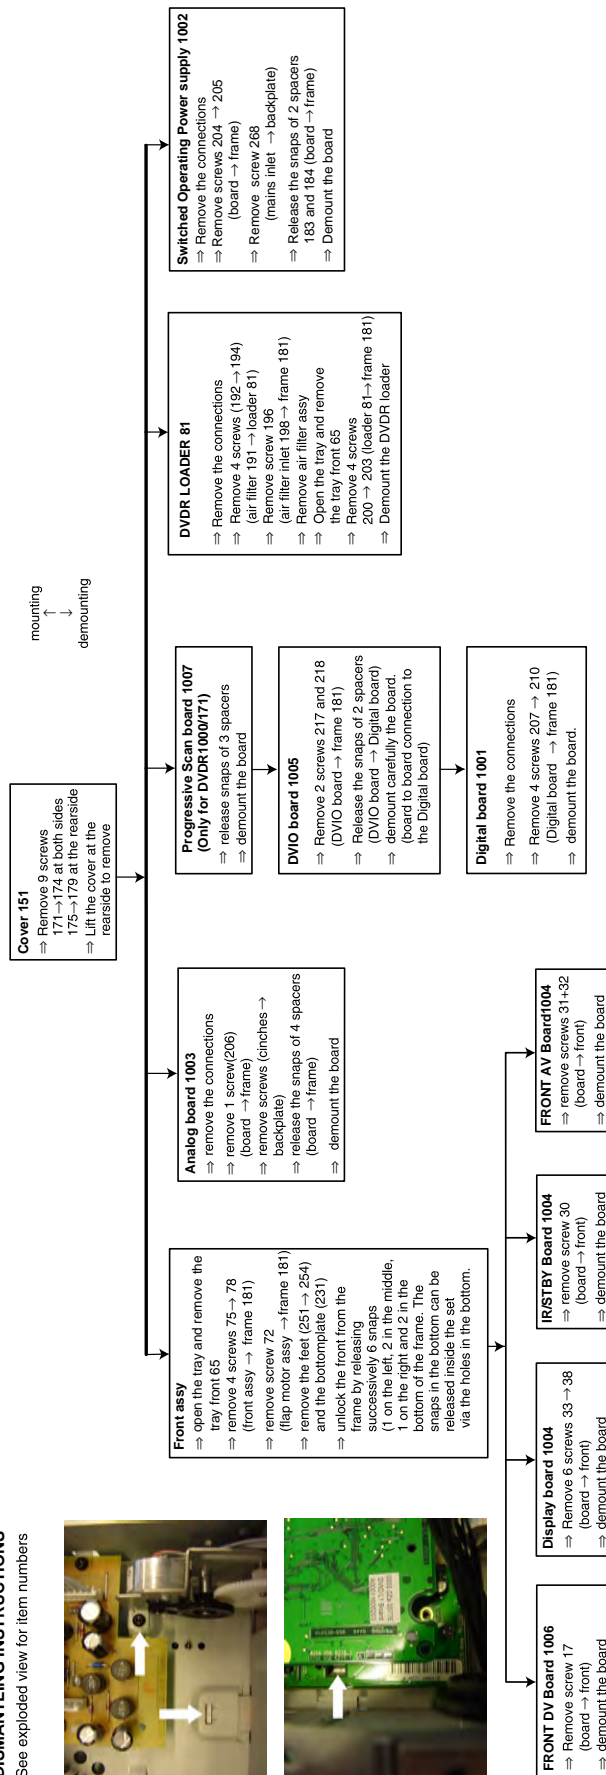 DISMANTLING INSTRUCTIONS
See exploded view for item numbers
mounting
↑
↓
demounting
Cover 151
⇒ Remove 9 screws
171→174 at both sides
175→179 at the rearside
⇒ Lift the cover at the
rearside to remove
Front assy
⇒ open the tray and remove the
tray front 65
⇒ remove 4 screws 75→ 78
(front assy → frame 181)
⇒ remove screw 72
(flap motor assy →frame 181)
⇒ remove the feet (251 → 254)
and the bottomplate (231)
⇒ unlock the front from the
frame by releasing
successively 6 snaps
(1 on the left, 2 in the middle,
1 on the right and 2 in the
bottom of the frame. The
snaps in the bottom can be
released inside the set
via the holes in the bottom.
Analog board 1003
⇒ remove the connections
⇒ remove 1 screw(206)
(board →frame)
⇒ remove screws (cinches →
backplate)
⇒ release the snaps of 4 spacers
(board →frame)
⇒ demount the board
Progressive Scan board 1007
(Only for DVDR1000/171)
⇒ release snaps of 3 spacers
⇒ demount the board
DVIO board 1005
⇒ Remove 2 screws 217 and 218
(DVIO board → frame 181)
⇒ Release the snaps of 2 spacers
(DVIO board → Digital board)
⇒ demount carefully the board.
(board to board connection to
the Digital board)
Digital board 1001
⇒ Remove the connections
⇒ Remove 4 screws 207 → 210
(Digital board → frame 181)
⇒ demount the board.
DVDR LOADER 81
⇒ Remove the connections
⇒ Remove 4 screws (192→194)
(air filter 191 → loader 81)
⇒ Remove screw 196
(air filter inlet 198→ frame 181)
⇒ Remove air filter assy
⇒ Open the tray and remove
the tray front 65
⇒ Remove 4 screws
200 → 203 (loader 81→frame 181)
⇒ Demount the DVDR loader
Switched Operating Power supply 1002
⇒ Remove the connections
⇒ Remove screws 204 → 205
(board → frame)
⇒ Remove screw 268
(mains inlet → backplate)
⇒ Release the snaps of 2 spacers
183 and 184 (board →frame)
⇒ Demount the board
FRONT DV Board 1006
⇒ Remove screw 17
(board → front)
⇒ demount the board
Display board 1004
⇒ Remove 6 screws 33 → 38
(board → front)
⇒ demount the board
IR/STBY Board 1004
⇒ remove screw 30
(board →front)
⇒ demount the board
FRONT AV Board1004
⇒ remove screws 31+32
(board →front)
⇒ demount the board